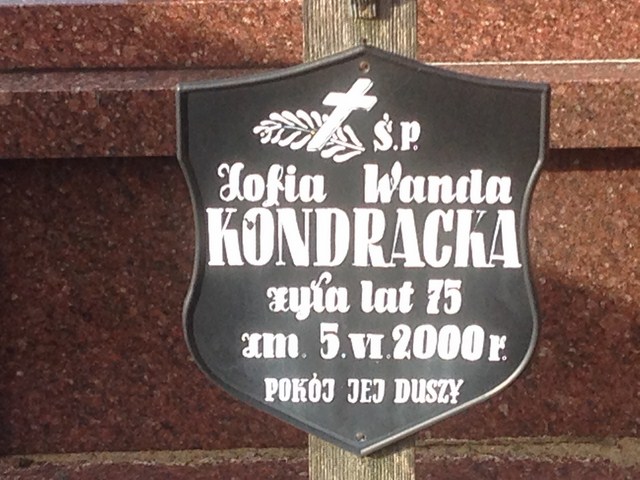 Ś.P.
Zofia Wanda
KONDRACKA
żyła lat 75
zm. 5.VI.2000 r.
POKÓJ JEJ DUSZY